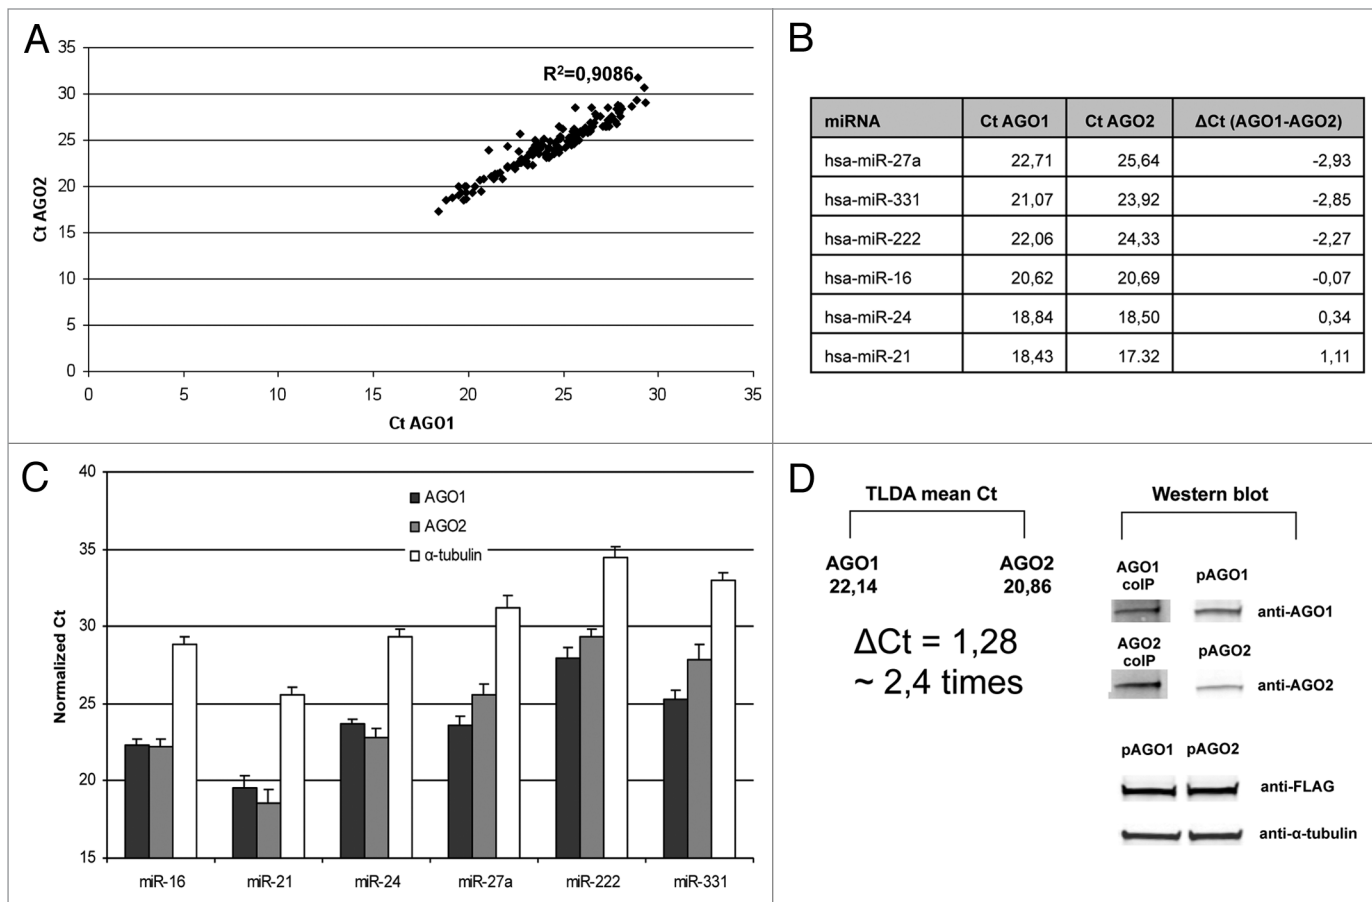 A
35
30
25
20
15
10
5
0
R²=0,9086
Ct AGO2
0 5 10 15 20 25 30 35
Ct AGO1
B
miRNA Ct AGO1 Ct AGO2 ΔCt (AGO1-AGO2)
hsa-miR-27a 22,71 25,64 -2,93
hsa-miR-331 21,07 23,92 -2,85
hsa-miR-222 22,06 24,33 -2,27
hsa-miR-16 20,62 20,69 -0,07
hsa-miR-24 18,84 18,50 0,34
hsa-miR-21 18,43 17.32 1,11
C
40
35
30
25
20
15
Normalized Ct
AGO1
AGO2
α-tubulin
miR-16 miR-21 miR-24 miR-27a miR-222 miR-331
D
TLDA mean Ct
AGO1 AGO2
22,14 20,86
ΔCt = 1,28
~ 2,4 times
Western blot
AGO1
coIP
pAGO1
anti-AGO1
AGO2
coIP
pAGO2
anti-AGO2
pAGO1 pAGO2
anti-FLAG
anti-α-tubulin